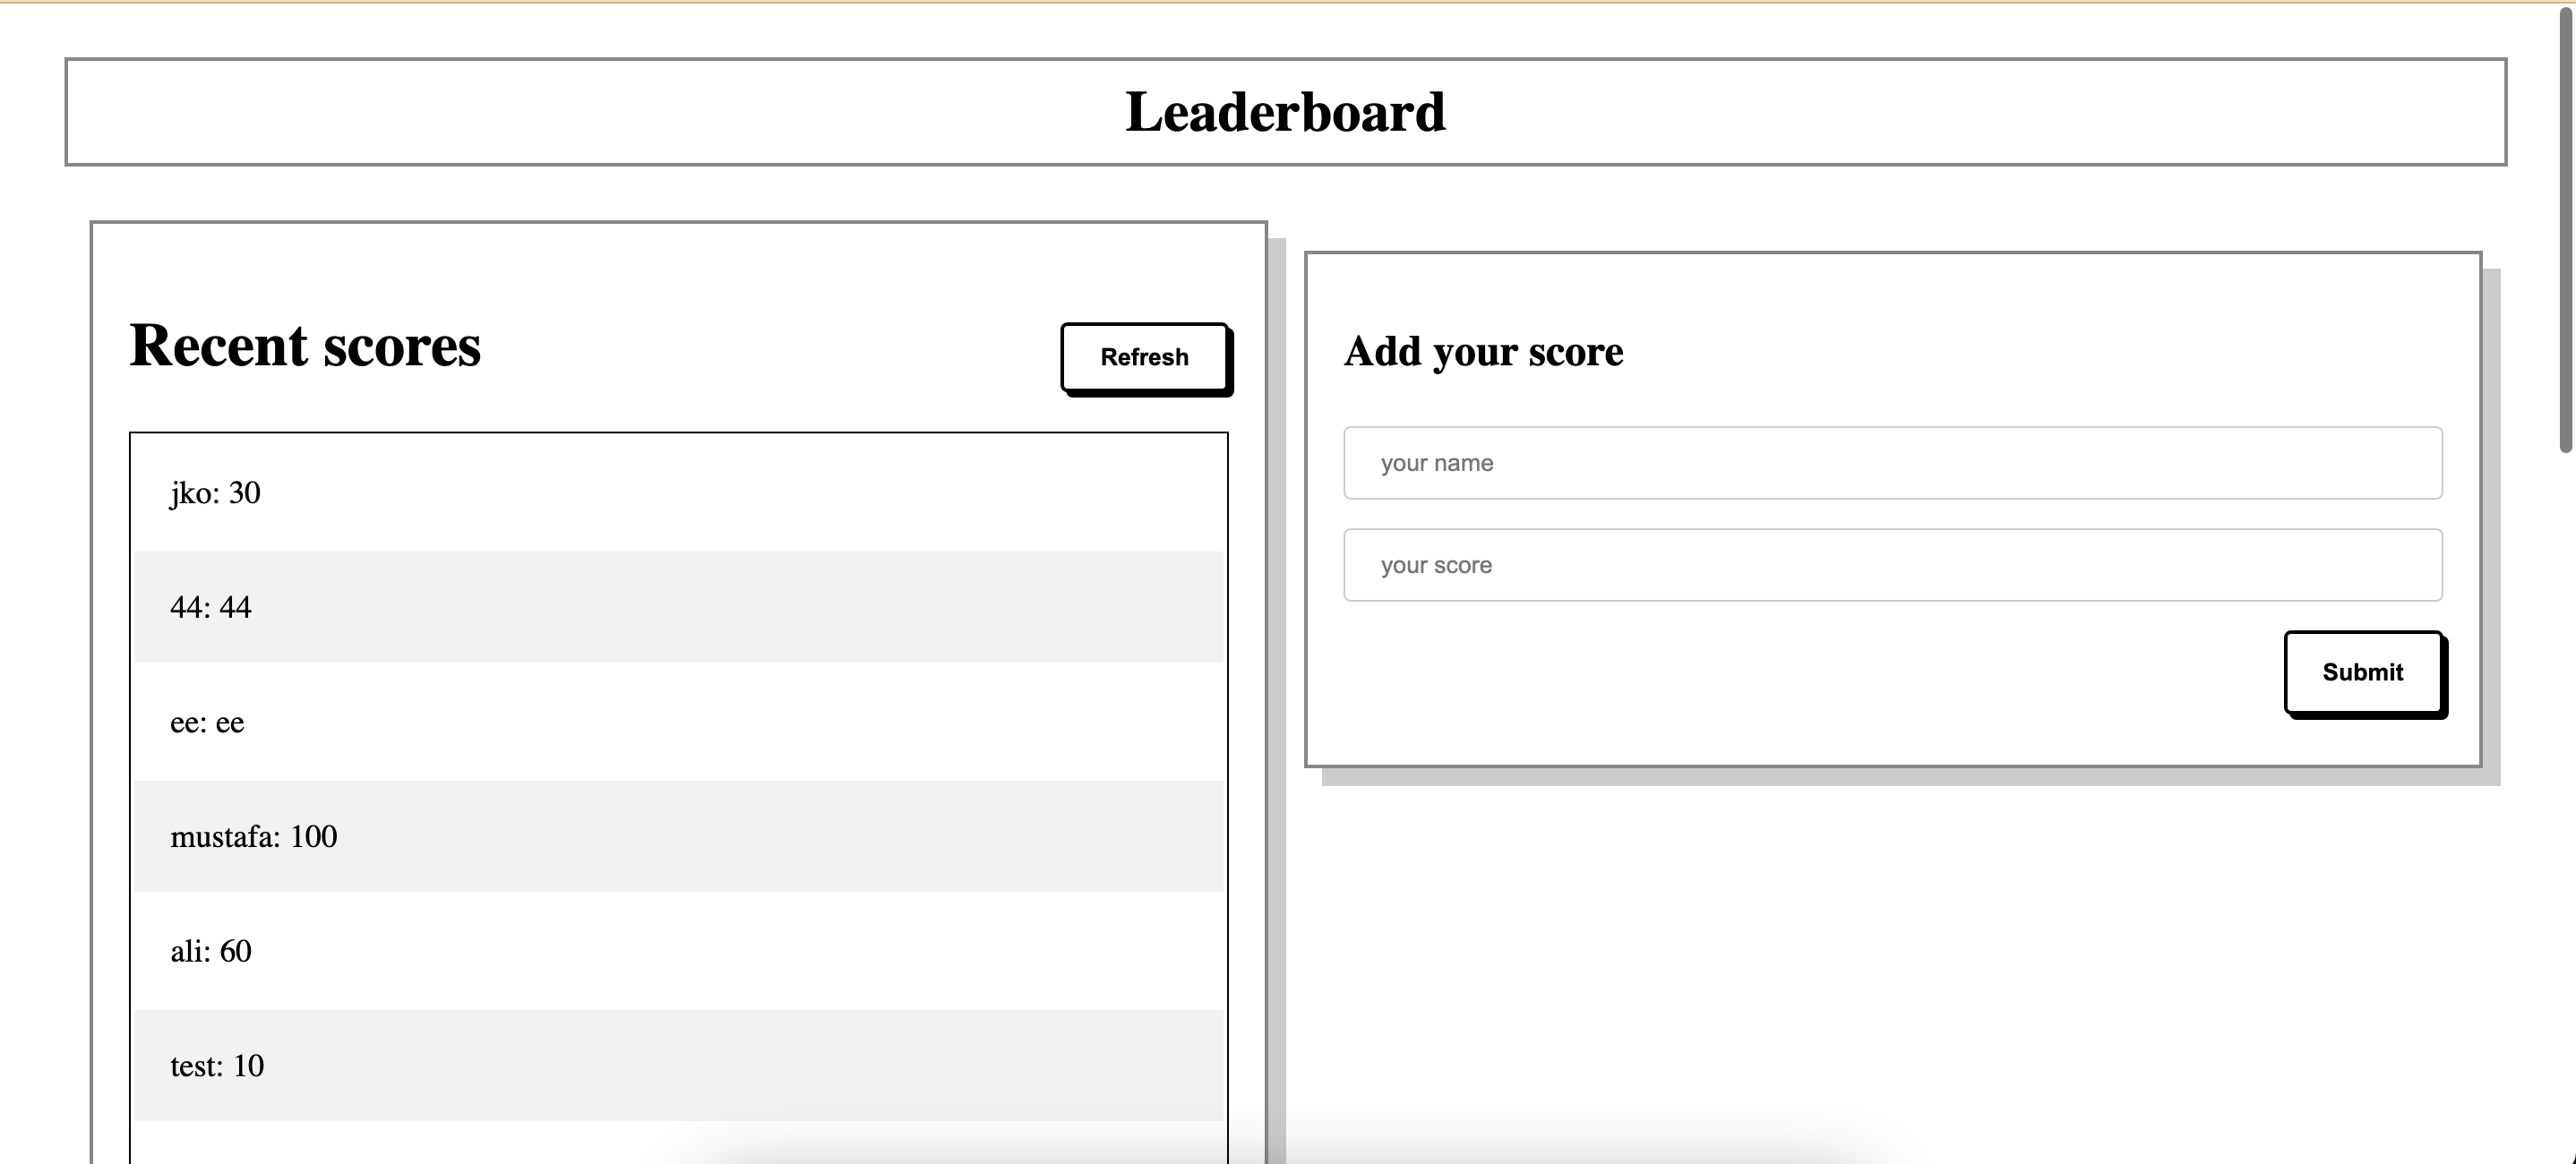 Leaderboard
Recent scores
Refresh
jko: 30
44: 44
ee: ee
mustafa: 100
ali: 60
test: 10
Add your score
your name
your score
Submit